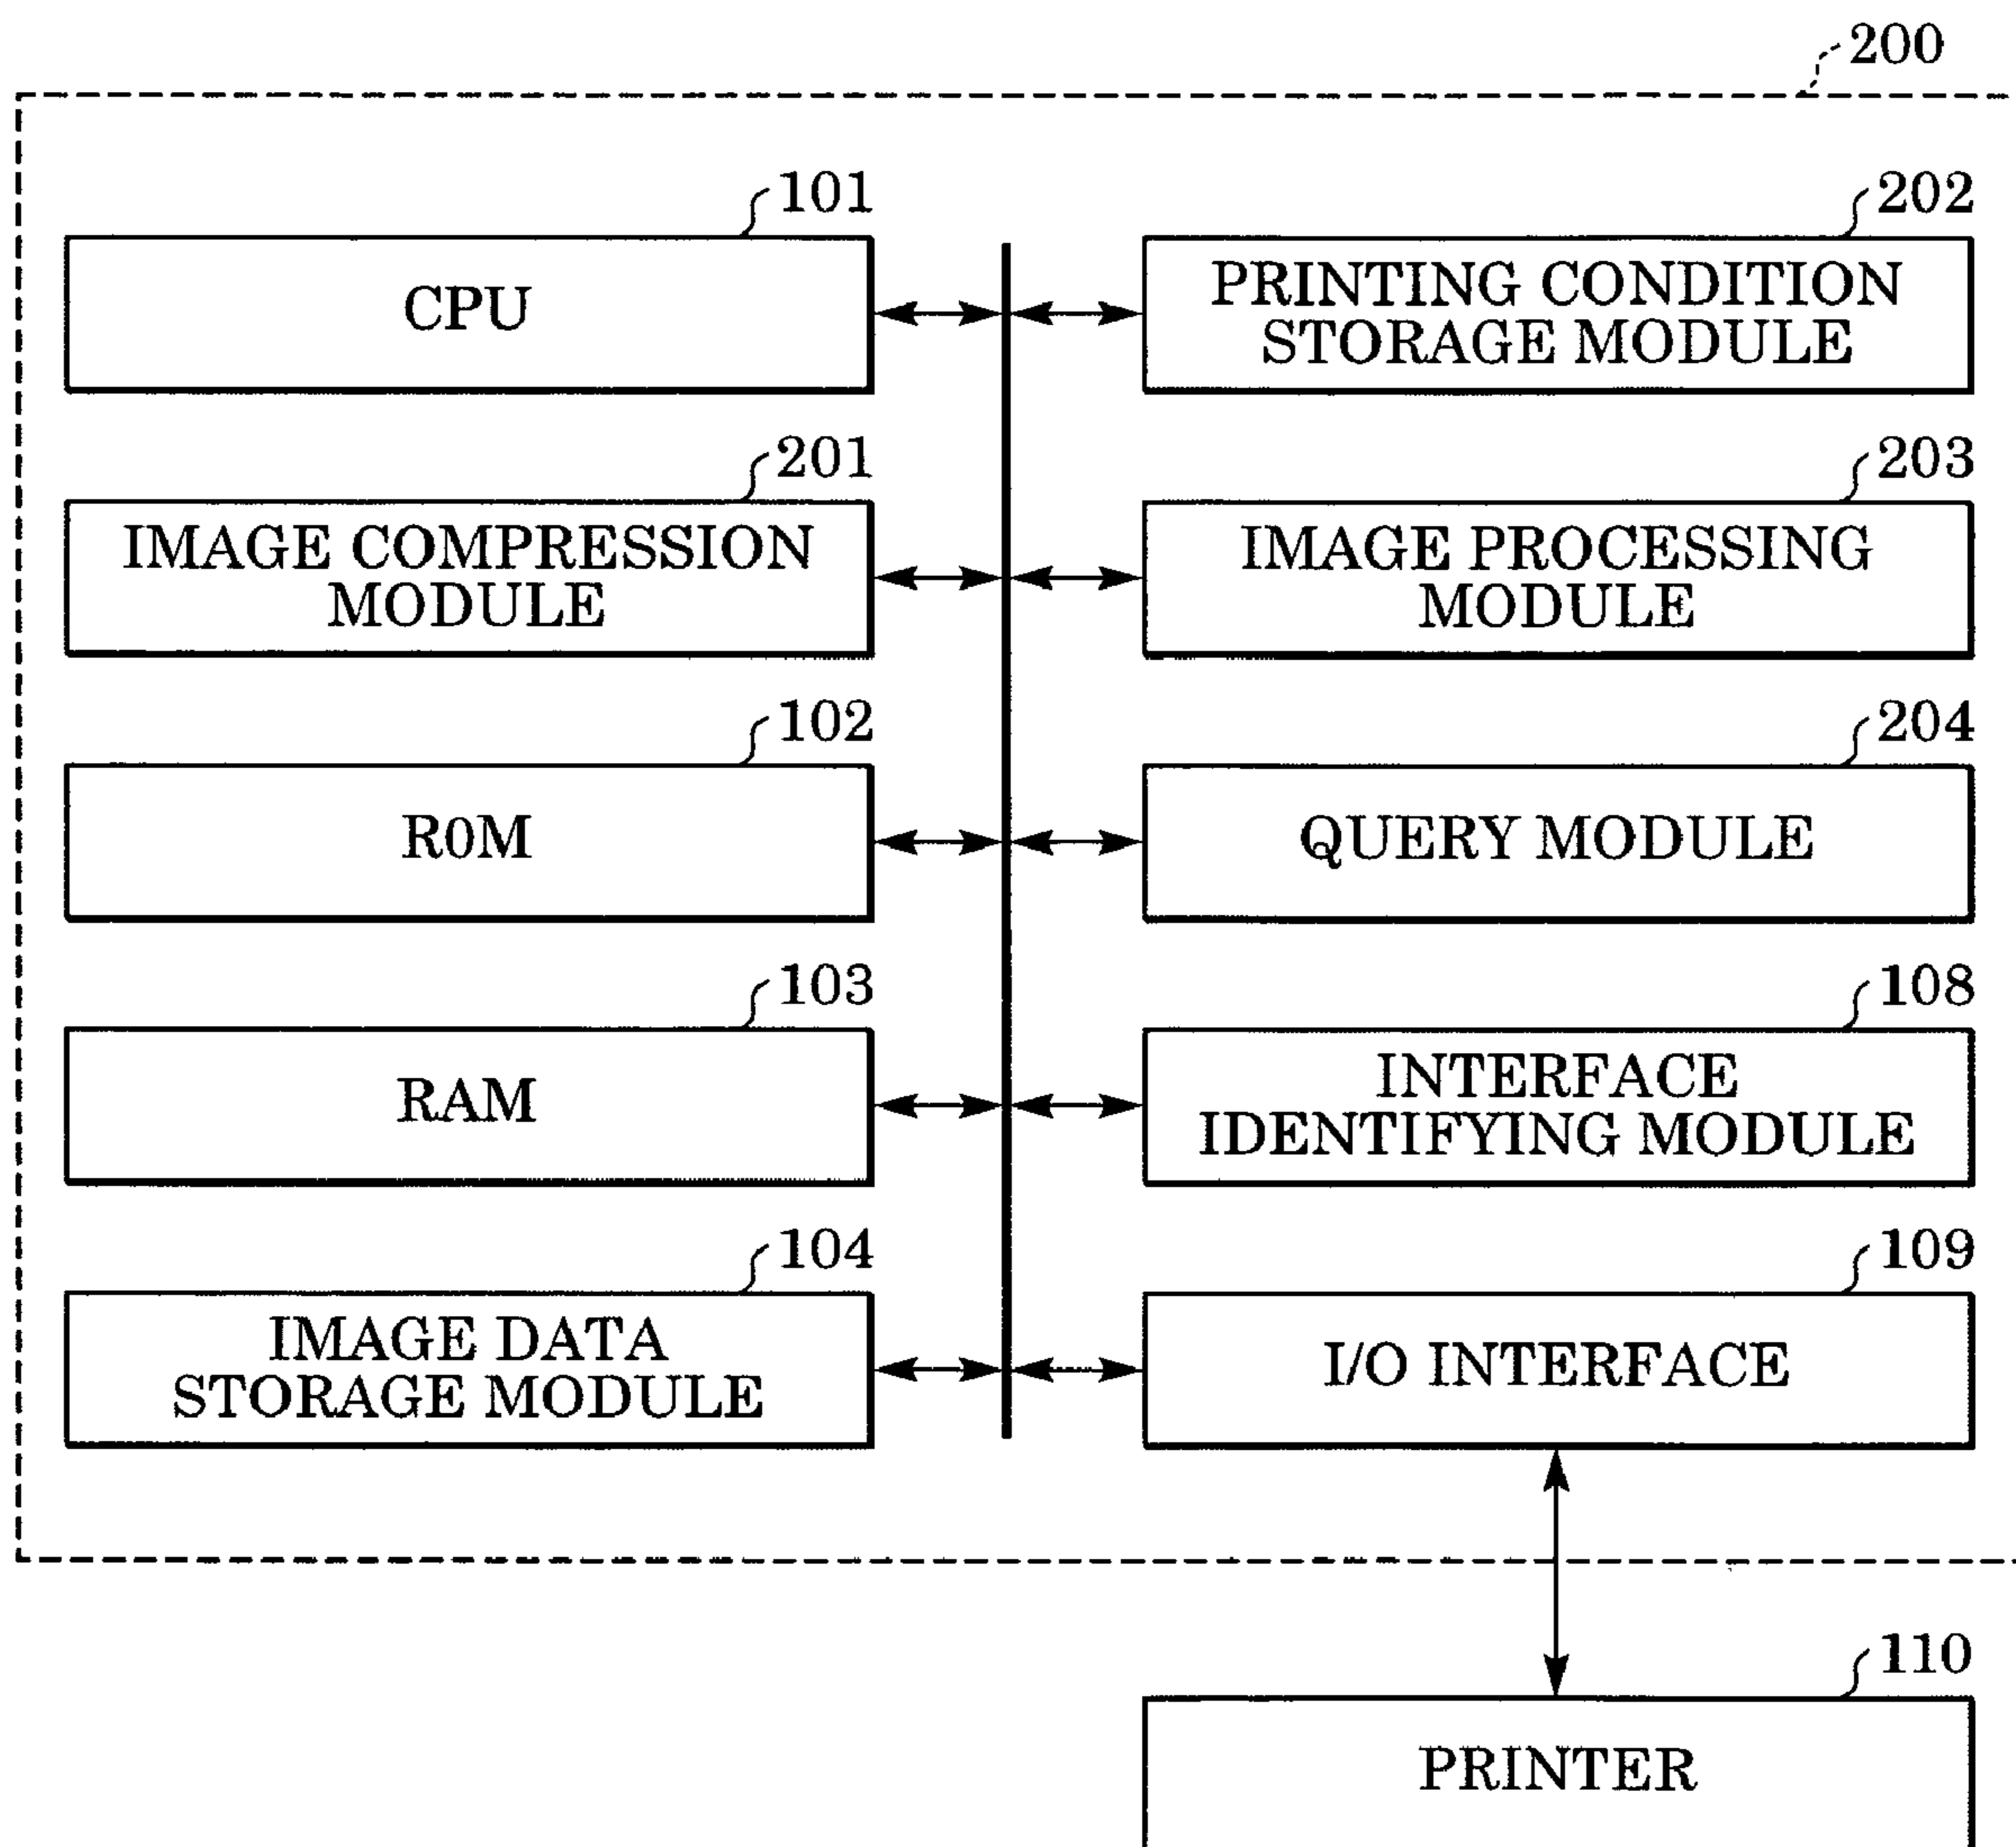 200
101
CPU
202
PRINTING CONDITION
STORAGE MODULE
201
IMAGE COMPRESSION
MODULE
203
IMAGE PROCESSING
MODULE
102
R0M
204
QUERY MODULE
103
RAM
108
INTERFACE
IDENTIFYING MODULE
104
IMAGE DATA
STORAGE MODULE
109
I/O INTERFACE
110
PRINTER